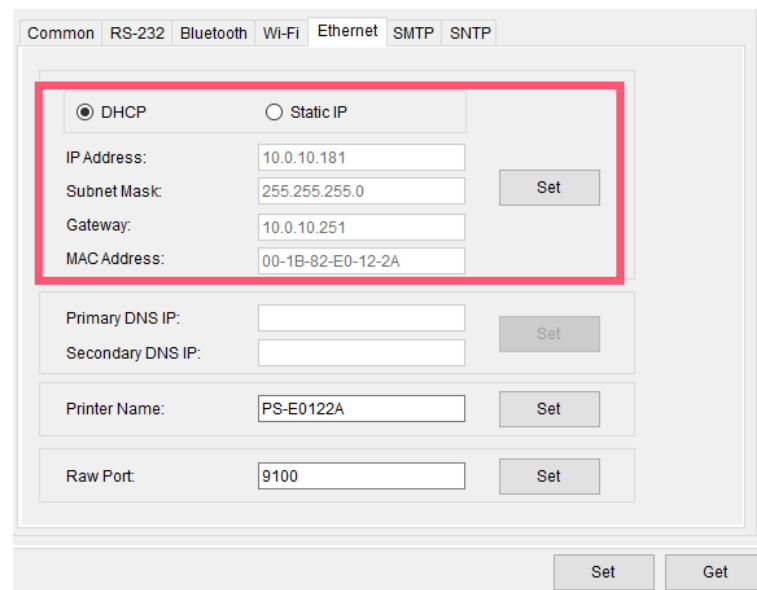 Common RS-232 Bluetooth Wi-Fi Ethernet SMTP SNTP
DHCP Static IP
IP Address: 10.0.10.181
Subnet Mask: 255.255.255.0 Set
Gateway: 10.0.10.251
MAC Address: 00-1B-82-E0-12-2A
Primary DNS IP:
Set
Secondary DNS IP:
Printer Name: PS-E0122A Set
Raw Port: 9100 Set
Set Get